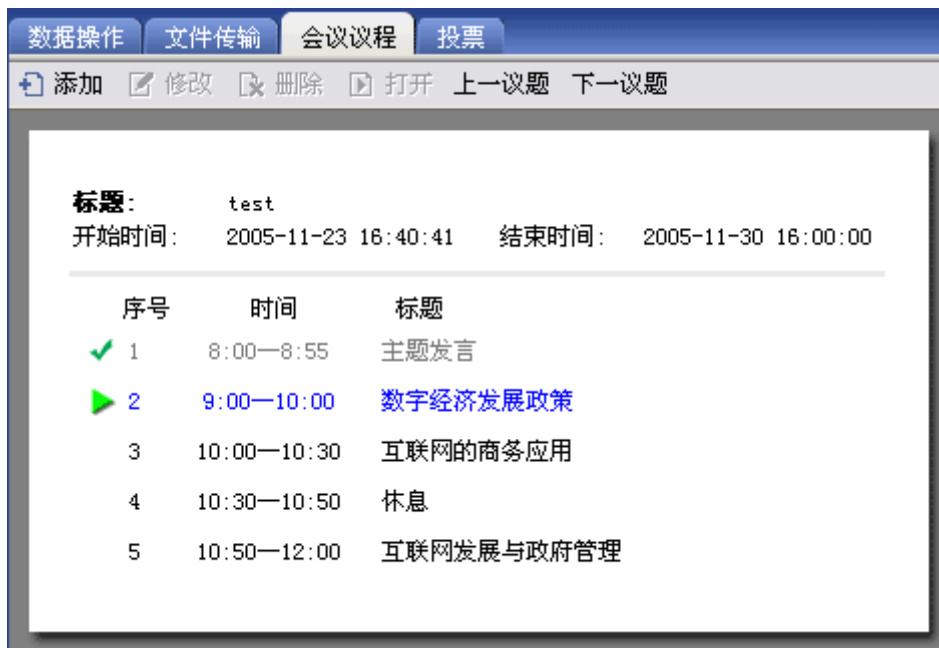 数据操作 文件传输 会议议程 投票
添加 修改 删除 打开 上一议题 下一议题
标题: test
开始时间: 2005-11-23 16:40:41 结束时间: 2005-11-30 16:00:00
序号 时间 标题
1 8:00—8:55 主题发言
2 9:00—10:00 数字经济发展政策
3 10:00—10:30 互联网的商务应用
4 10:30—10:50 休息
5 10:50—12:00 互联网发展与政府管理